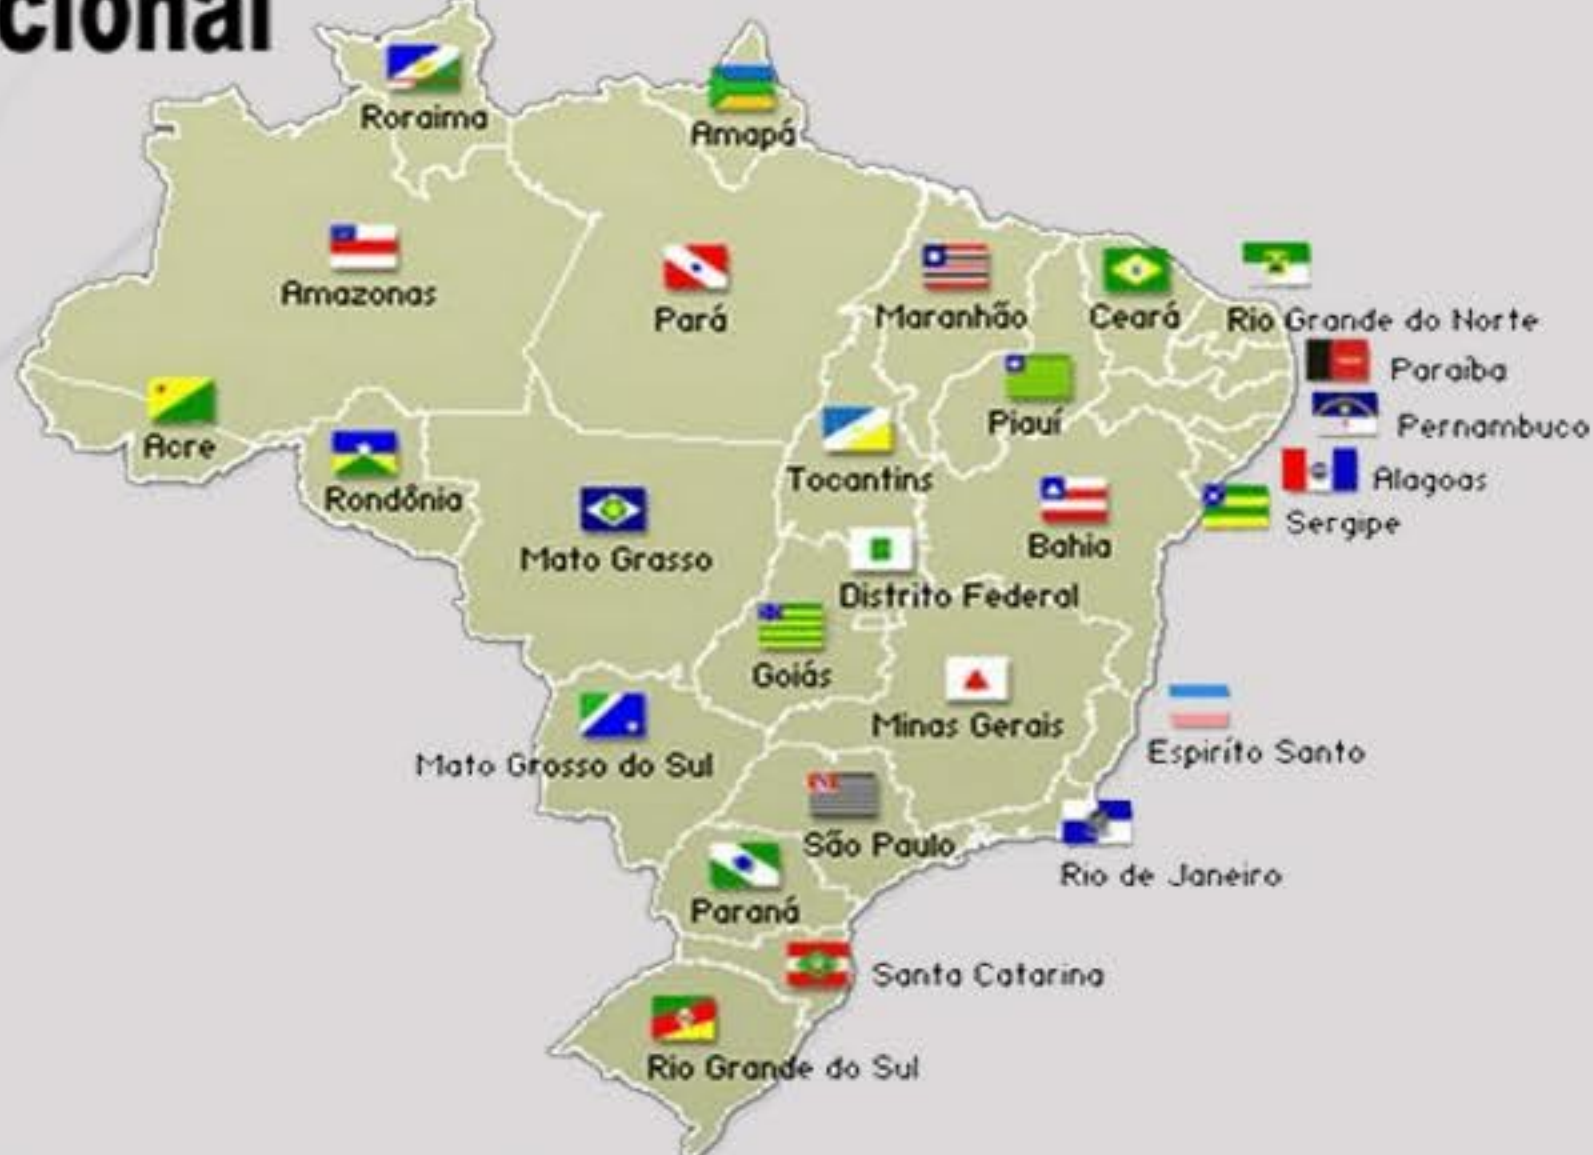 cional
Roraima
Amapá
Amazonas
Pará
Maranhão
Ceará
Rio Grande do Norte
Paraíba
Pernambuco
Piauí
Acre
Rondônia
Tocantins
Alagoas
Sergipe
Mato Grasso
Bahia
Distrito Federal
Goiás
Minas Gerais
Mato Grosso do Sul
Espiríto Santo
São Paulo
Rio de Janeiro
Paraná
Santa Catarina
Rio Grande do Sul